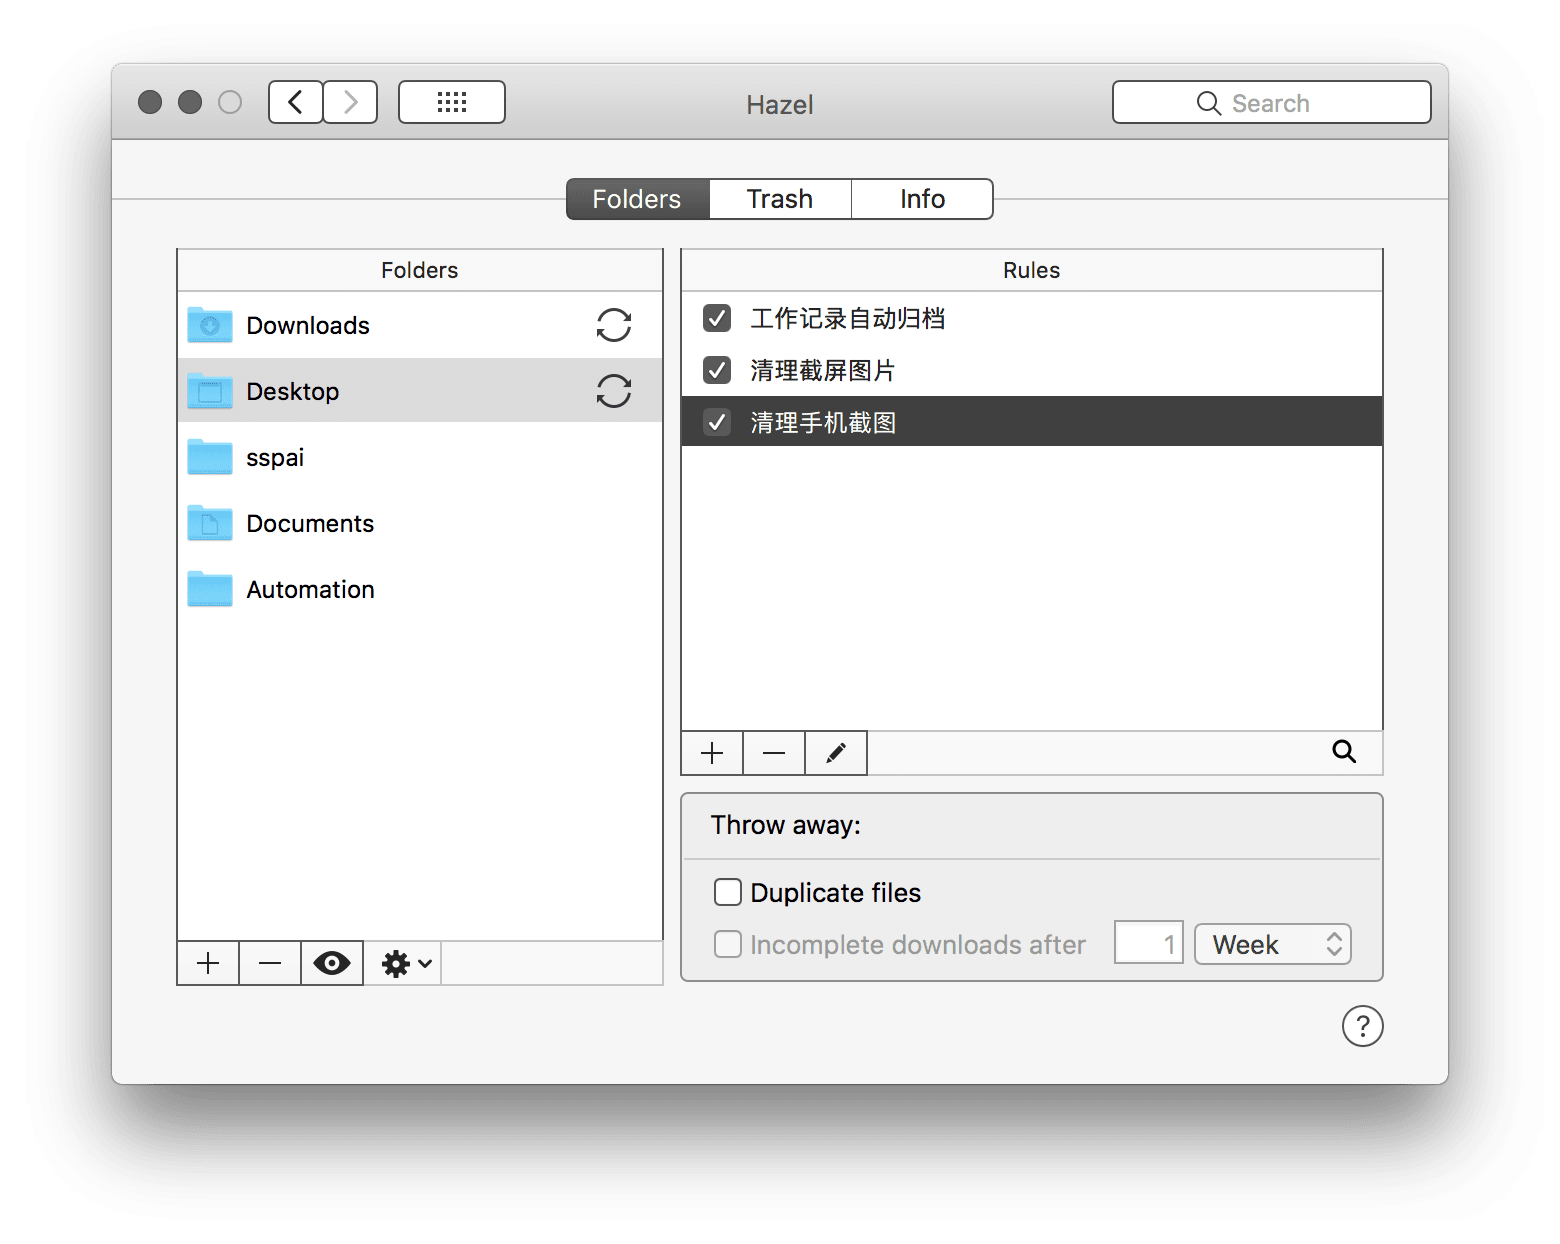 Hazel
Search
Folders
Trash
Info
Folders
Downloads
Desktop
sspai
Documents
Automation
Rules
工作记录自动归档
清理截屏图片
清理手机截图
Throw away:
Duplicate files
Incomplete downloads after 1 Week
?